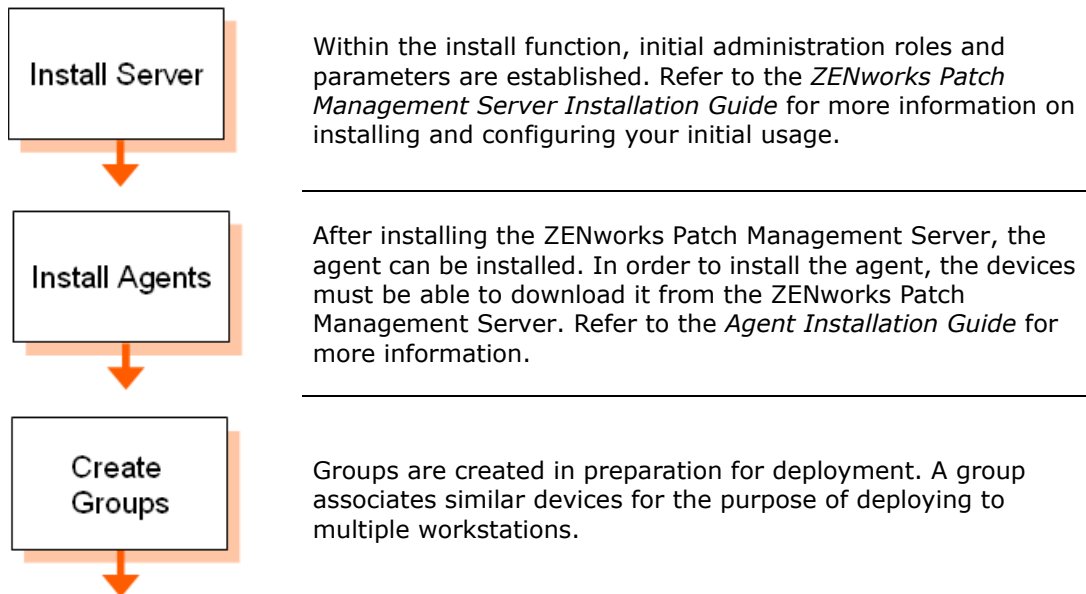 Install Server
Within the install function, initial administration roles and
parameters are established. Refer to the ZENworks Patch
Management Server Installation Guide for more information on
installing and configuring your initial usage.
Install Agents
After installing the ZENworks Patch Management Server, the
agent can be installed. In order to install the agent, the devices
must be able to download it from the ZENworks Patch
Management Server. Refer to the Agent Installation Guide for
more information.
Create
Groups
Groups are created in preparation for deployment. A group
associates similar devices for the purpose of deploying to
multiple workstations.